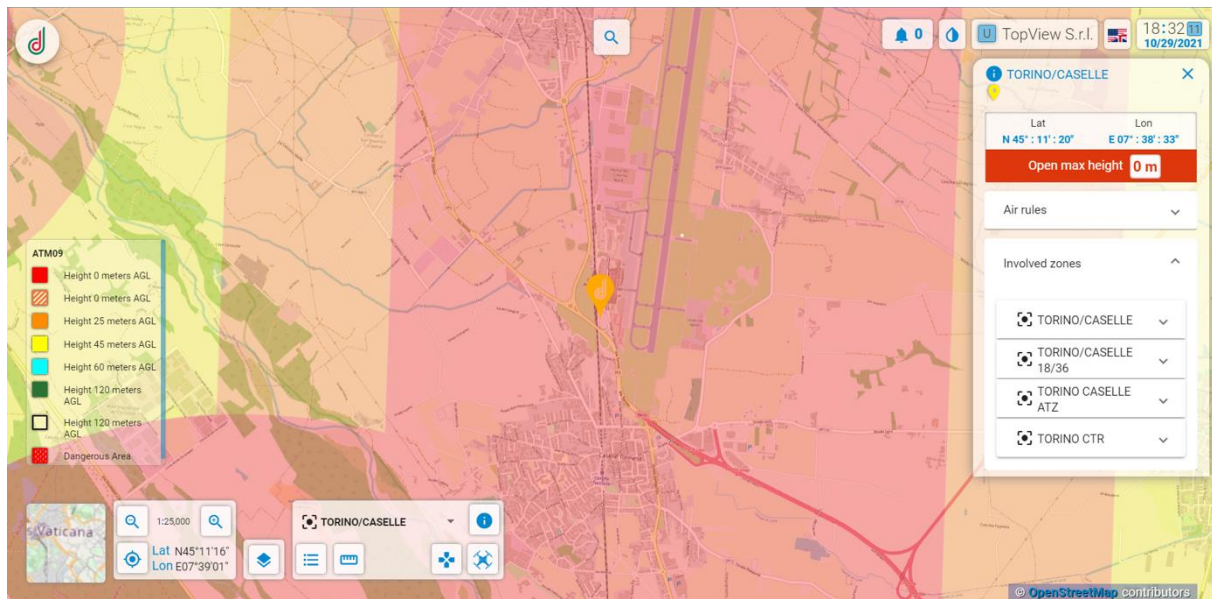 0
U TopView S.r.l.
18:32 11
10/29/2021
TORINO/CASELLE
Lat Lon
N 45° : 11' : 20" E 07° : 38' : 33"
Open max height 0 m
Air rules
Involved zones
TORINO/CASELLE
TORINO/CASELLE
18/36
TORINO CASELLE
ATZ
TORINO CTR
ATM09
Height 0 meters AGL
Height 0 meters AGL
Height 25 meters AGL
Height 45 meters AGL
Height 60 meters AGL
Height 120 meters
AGL
Height 120 meters
AGL
Dangerous Area
Vaticana
1:25,000
Lat N45°11'16"
Lon E07°39'01"
TORINO/CASELLE
© OpenStreetMap contributors